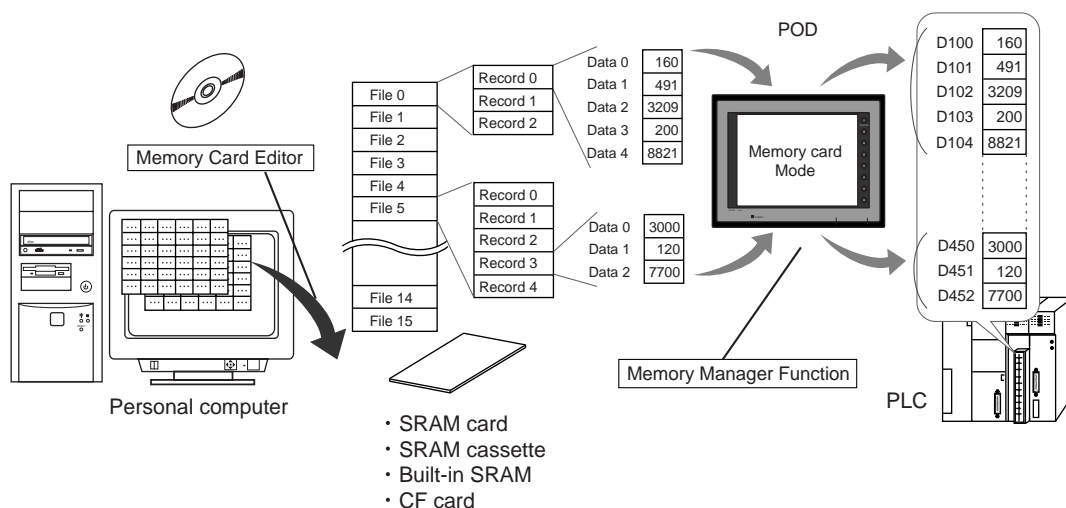 POD
Memory Card Editor
Personal computer
File 0
File 1
File 2
File 3
File 4
File 5
File 14
File 15
Record 0
Record 1
Record 2
Data 0 160
Data 1 491
Data 2 3209
Data 3 200
Data 4 8821
Record 0
Record 1
Record 2
Record 3
Record 4
Data 0 3000
Data 1 120
Data 2 7700
Memory card
Mode
Memory Manager Function
D100 160
D101 491
D102 3209
D103 200
D104 8821
D450 3000
D451 120
D452 7700
PLC
・SRAM card
・SRAM cassette
・Built-in SRAM
・CF card